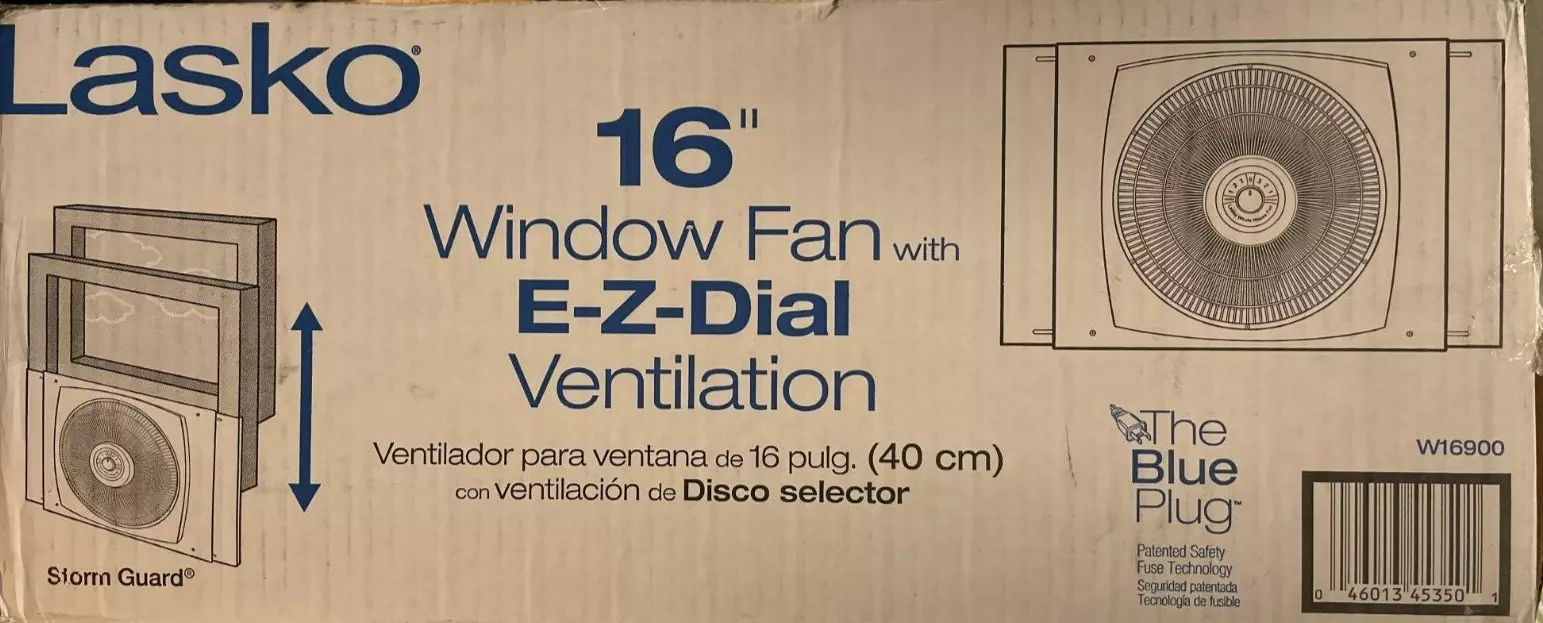 Lasko®
16"
Window Fan with
E-Z-Dial
Ventilation
Ventilador para ventana de 16 pulg. (40 cm)
con ventilación de Disco selector
Storm Guard®
The
Blue
Plug™
Patented Safety
Fuse Technology
Seguridad patentada
Tecnología de fusible
W16900
0 46013 45350 1